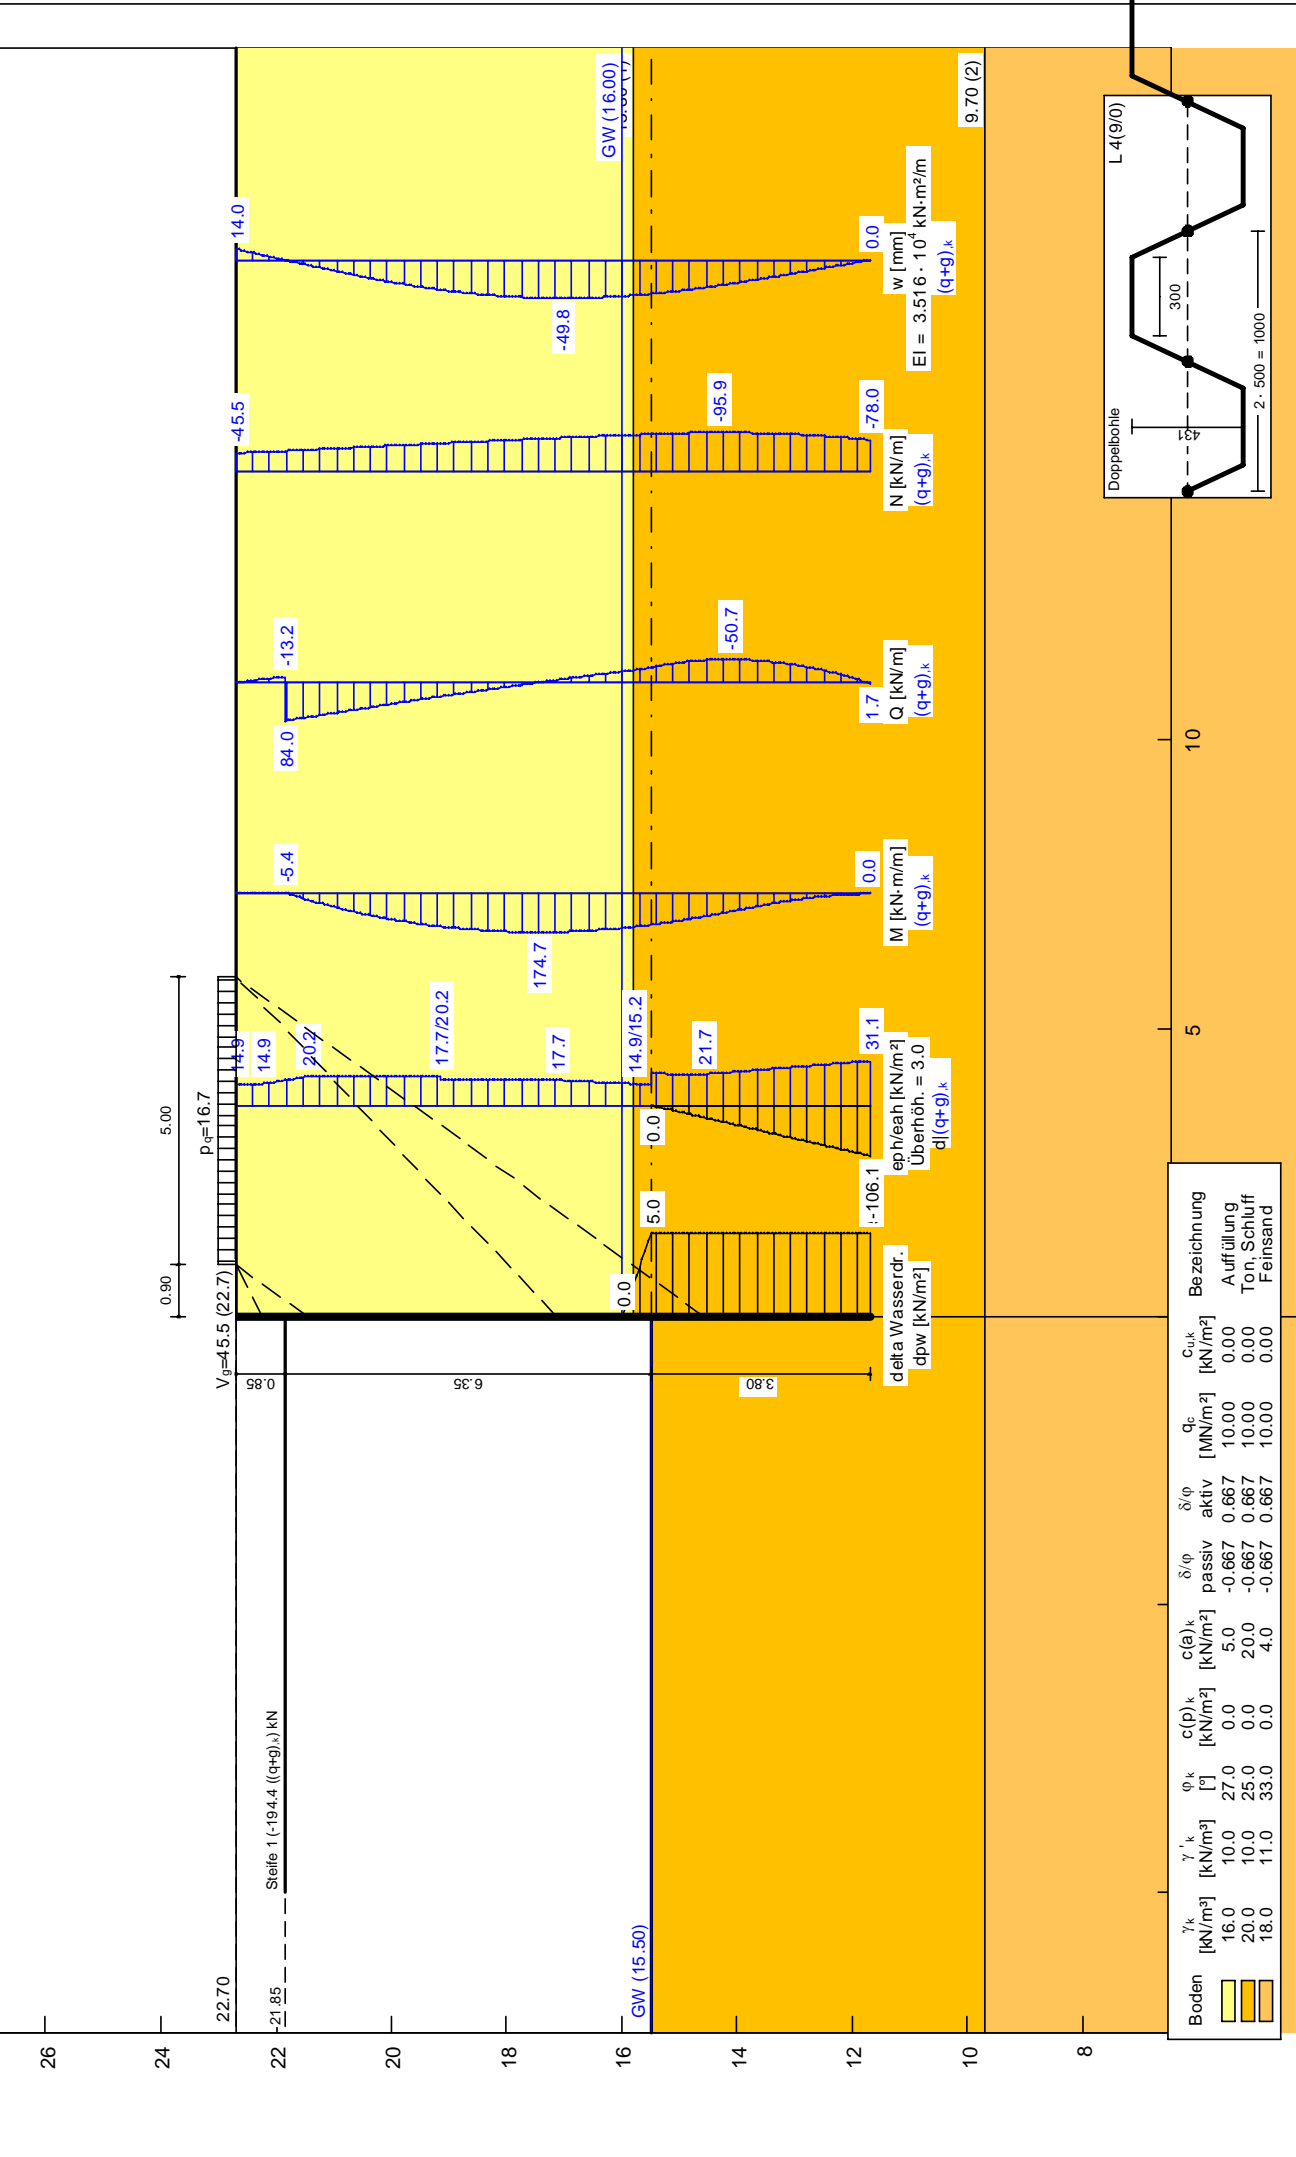 26
24
22
20
18
16
14
12
10
8
22.70
21.85
Steife 1 (-194.4 ((q+g),k) kN
GW (15.50)
0.90
5.00
pq=16.7
Vg=45.5 (22.7)
0.85
6.35
3.80
0.0
5.0
delta Wasserdr.
dpw [kN/m²]
14.9
14.9
20.2
17.7/20.2
17.7
14.9/15.2
21.7
31.1
0.0
-106.1
eph/eah [kN/m²]
Überhöh. = 3.0
d|(q+g),k
-5.4
174.7
0.0
M [kN·m/m]
(q+g),k
-13.2
84.0
-50.7
1.7
Q [kN/m]
(q+g),k
-45.5
-95.9
-78.0
N [kN/m]
(q+g),k
14.0
-49.8
0.0
w [mm]
EI = 3.516 · 10⁴ kN·m²/m
(q+g),k
GW (16.00)
9.70 (2)
5
10
Doppelbohle
L 4(9/0)
431
300
2 · 500 = 1000
Boden γk [kN/m³] γ'k [kN/m³] φk [°] c(p)k [kN/m²] c(a)k [kN/m²] δ/φ passiv δ/φ aktiv qc [MN/m²] cu,k [kN/m²] Bezeichnung
16.0 10.0 27.0 0.0 5.0 -0.667 0.667 10.00 0.00 Auffüllung
20.0 10.0 25.0 0.0 20.0 -0.667 0.667 10.00 0.00 Ton, Schluff
18.0 11.0 33.0 0.0 4.0 -0.667 0.667 10.00 0.00 Feinsand